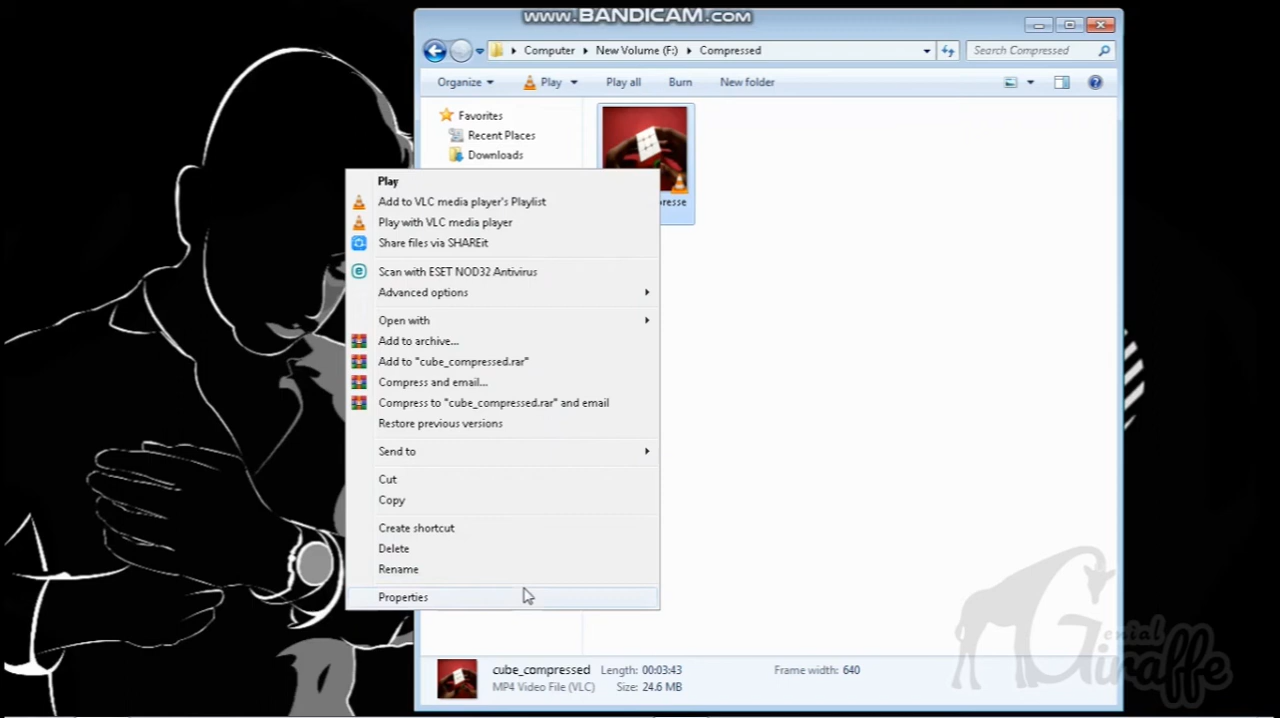 WWW.BANDICAM.COM
Computer New Volume (F:) Compressed
Search Compressed
Organize Play Play all Burn New folder
Favorites
Recent Places
Downloads
resse
Play
Add to VLC media player's Playlist
Play with VLC media player
Share files via SHAREit
Scan with ESET NOD32 Antivirus
Advanced options
Open with
Add to archive...
Add to "cube_compressed.rar"
Compress and email...
Compress to "cube_compressed.rar" and email
Restore previous versions
Send to
Cut
Copy
Create shortcut
Delete
Rename
Properties
cube_compressed Length: 00:03:43 Frame width: 640
MP4 Video File (VLC) Size: 24.6 MB
Genial
Giraffe